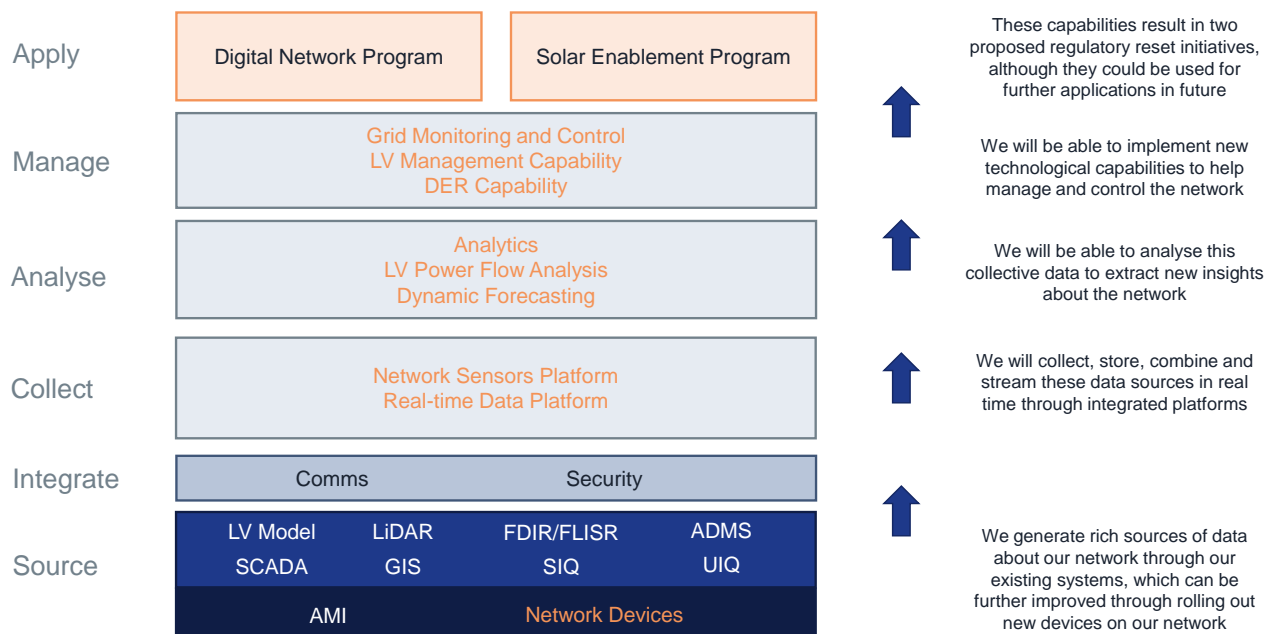 Apply
Digital Network Program
Solar Enablement Program
These capabilities result in two
proposed regulatory reset initiatives,
although they could be used for
further applications in future
Manage
Grid Monitoring and Control
LV Management Capability
DER Capability
We will be able to implement new
technological capabilities to help
manage and control the network
Analyse
Analytics
LV Power Flow Analysis
Dynamic Forecasting
We will be able to analyse this
collective data to extract new insights
about the network
Collect
Network Sensors Platform
Real-time Data Platform
We will collect, store, combine and
stream these data sources in real
time through integrated platforms
Integrate
Comms
Security
Source
LV Model
LiDAR
FDIR/FLISR
ADMS
SCADA
GIS
SIQ
UIQ
AMI
Network Devices
We generate rich sources of data
about our network through our
existing systems, which can be
further improved through rolling out
new devices on our network